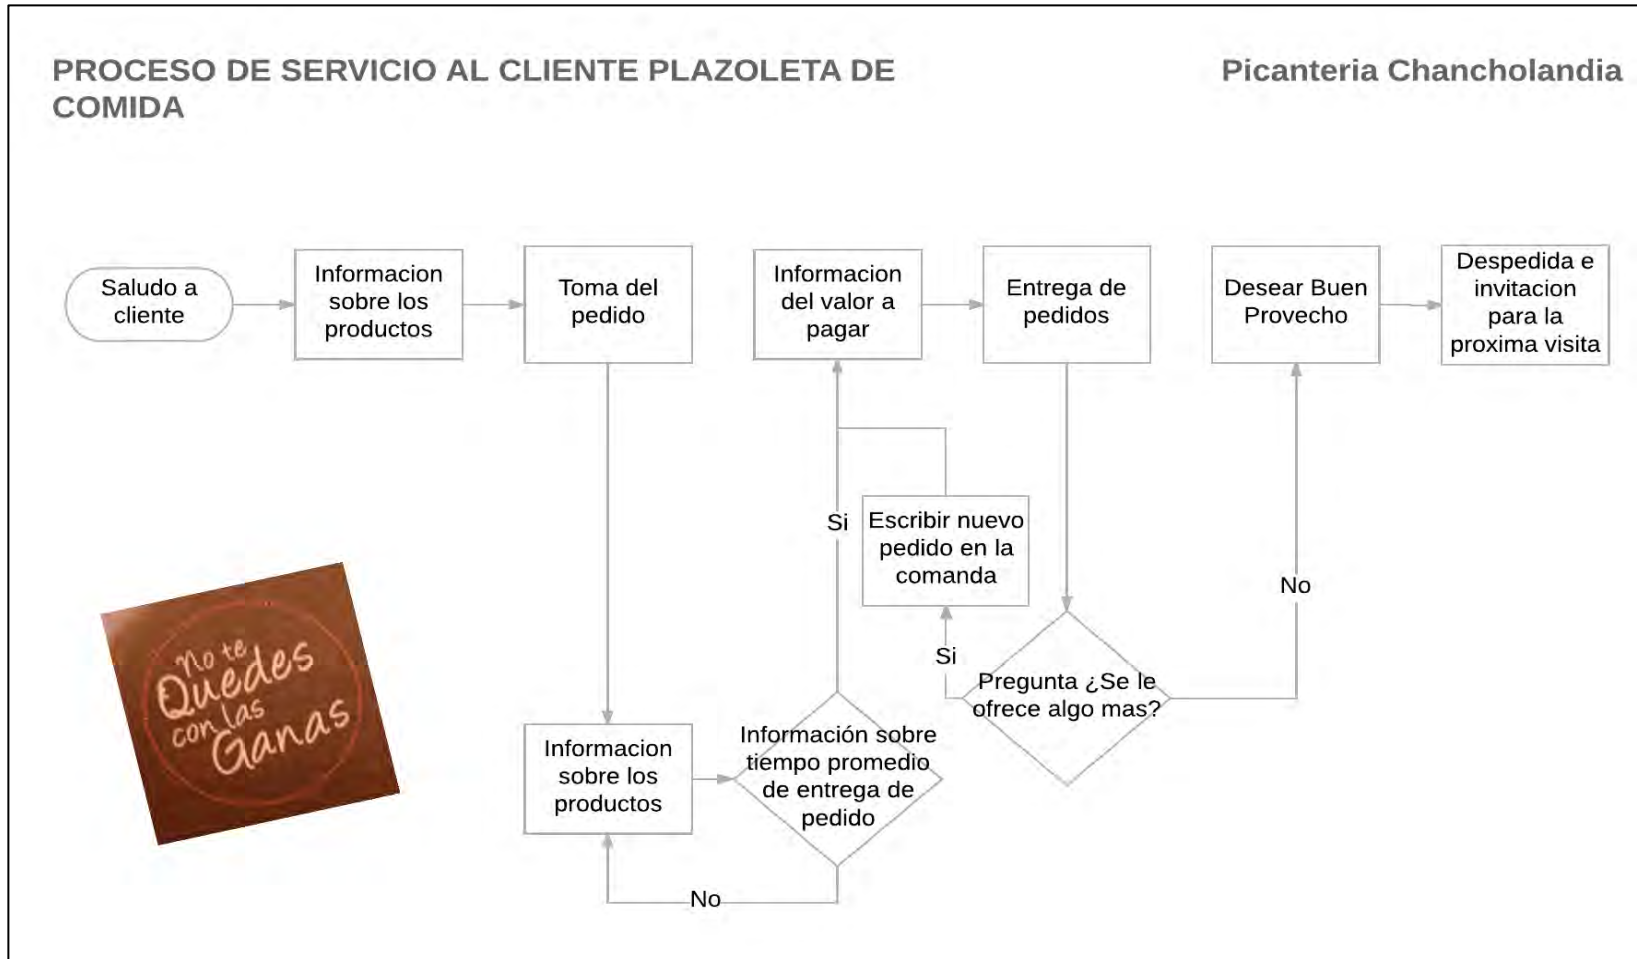 PROCESO DE SERVICIO AL CLIENTE PLAZOLETA DE
COMIDA
Picanteria Chancholandia
Saludo a
cliente
Informacion
sobre los
productos
Toma del
pedido
Informacion
del valor a
pagar
Entrega de
pedidos
Desear Buen
Provecho
Despedida e
invitacion
para la
proxima visita
Si
Escribir nuevo
pedido en la
comanda
No
Si
Pregunta ¿Se le
ofrece algo mas?
Informacion
sobre los
productos
Información sobre
tiempo promedio
de entrega de
pedido
No
No te
Quedes
con las
Ganas